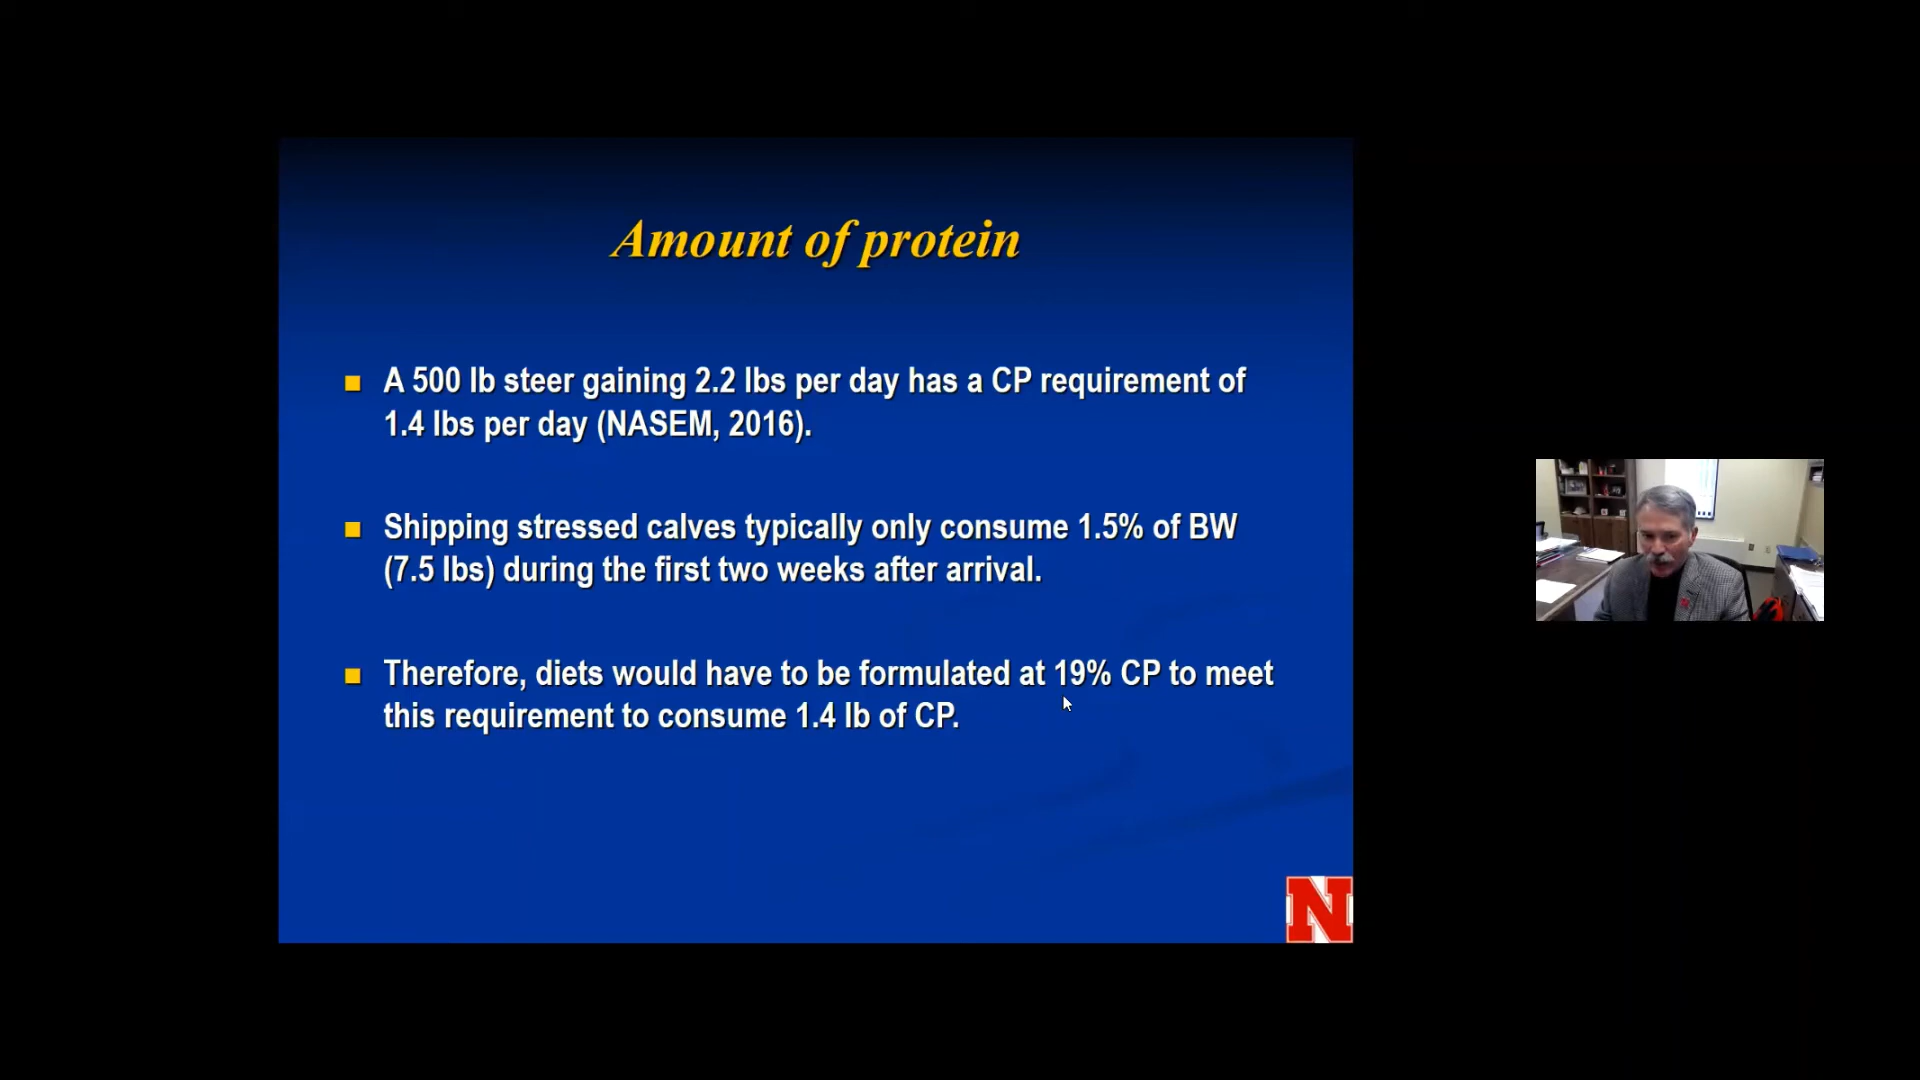 Amount of protein
A 500 lb steer gaining 2.2 lbs per day has a CP requirement of
1.4 lbs per day (NASEM, 2016).
Shipping stressed calves typically only consume 1.5% of BW
(7.5 lbs) during the first two weeks after arrival.
Therefore, diets would have to be formulated at 19% CP to meet
this requirement to consume 1.4 lb of CP.
N